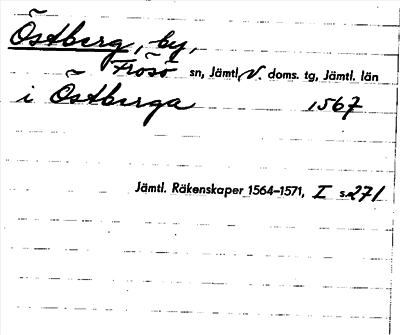 Östberg, by,
Frösö sn, Jämtl. V. doms. tg, Jämtl. län
i Östberga 1567
Jämtl. Räkenskaper 1564–1571, I s. 271